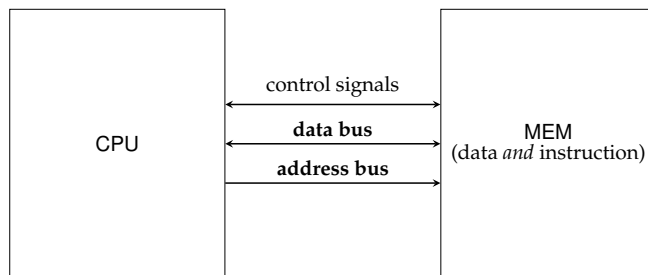 control signals
data bus
address bus
CPU
MEM
(data and instruction)